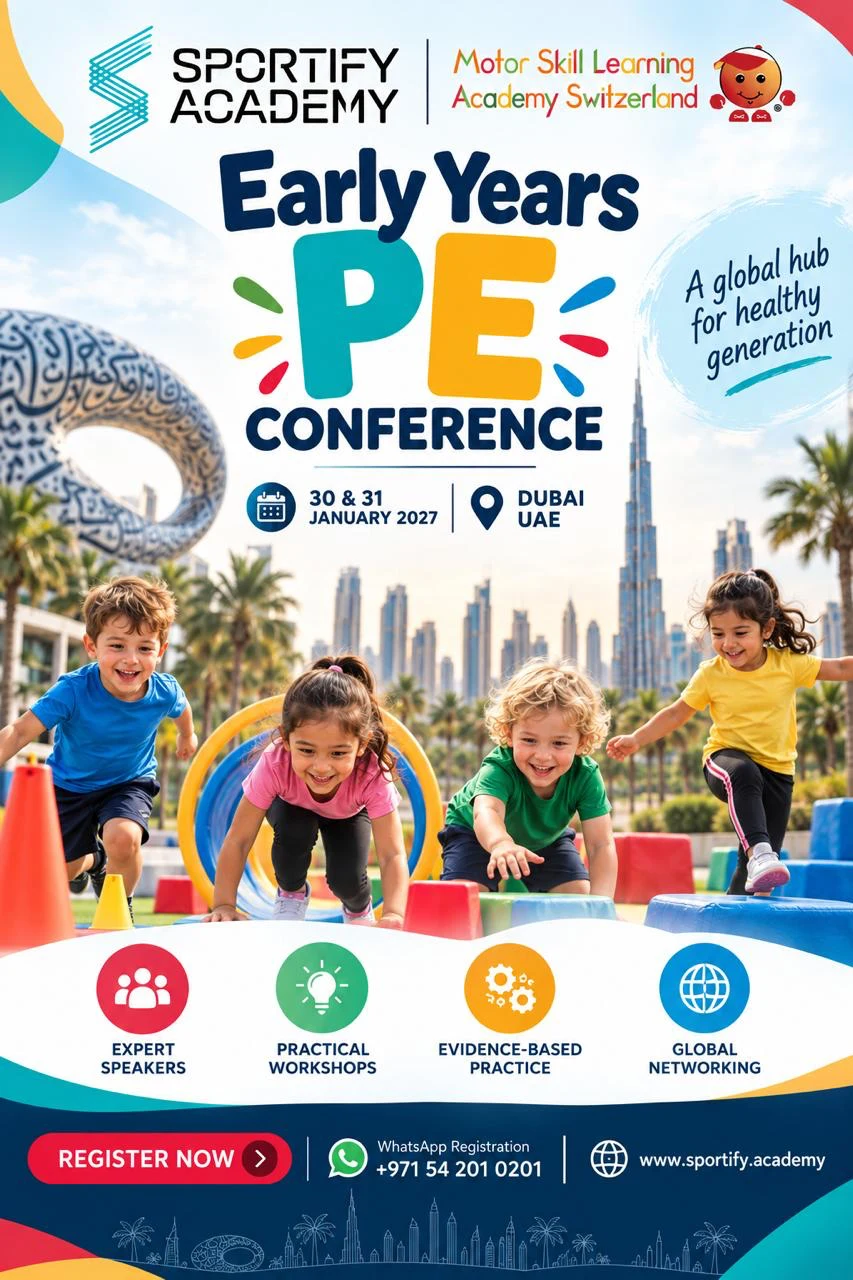 SPORTIFY
ACADEMY
Motor Skill Learning
Academy Switzerland
Early Years
PE
CONFERENCE
A global hub
for healthy
generation
30 & 31
JANUARY 2027
DUBAI
UAE
EXPERT
SPEAKERS
PRACTICAL
WORKSHOPS
EVIDENCE-BASED
PRACTICE
GLOBAL
NETWORKING
REGISTER NOW
WhatsApp Registration
+971 54 201 0201
www.sportify.academy